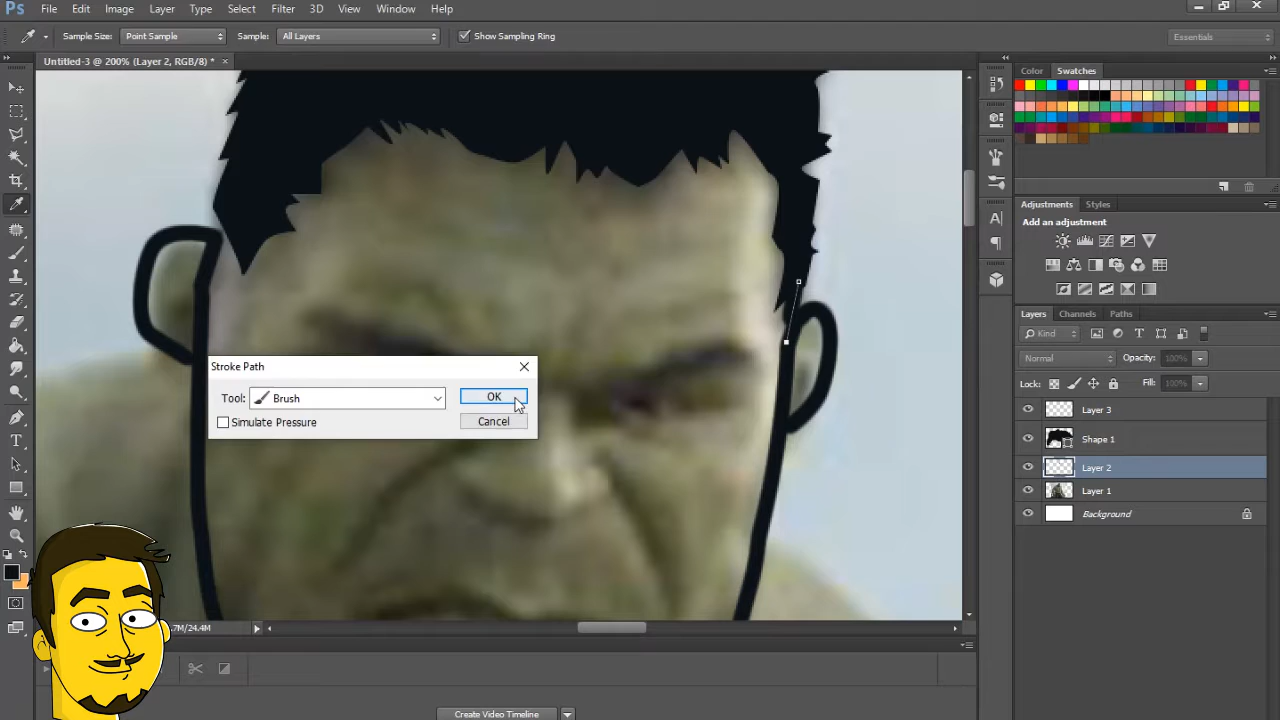 Ps File Edit Image Layer Type Select Filter 3D View Window Help
Sample Size: Point Sample Sample: All Layers Show Sampling Ring Essentials
Untitled-3 @ 200% (Layer 2, RGB/8) * ×
Color Swatches
Adjustments Styles
Add an adjustment
Layers Channels Paths
Kind
Normal Opacity: 100%
Lock: Fill: 100%
Layer 3
Shape 1
Layer 2
Layer 1
Background
Stroke Path
Tool: Brush OK
Simulate Pressure Cancel
.7M/24.4M
Create Video Timeline